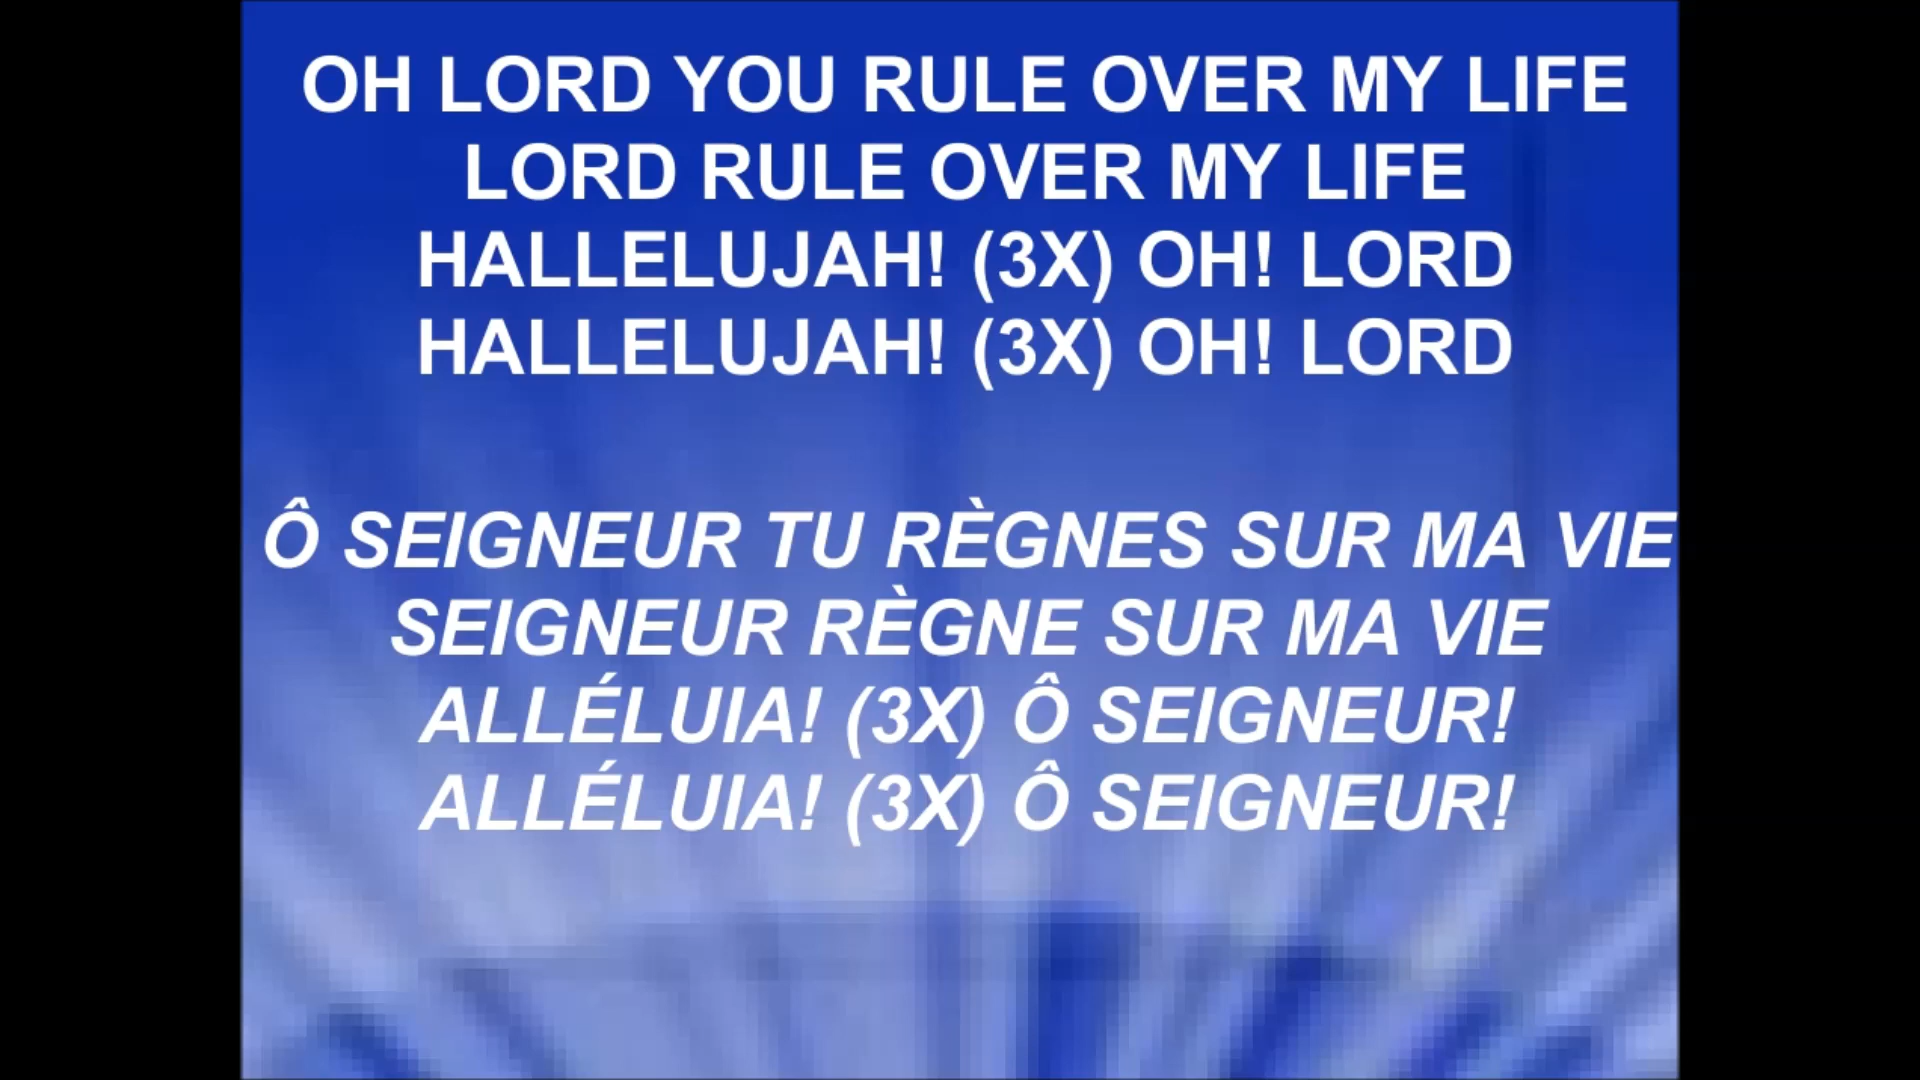 OH LORD YOU RULE OVER MY LIFE
LORD RULE OVER MY LIFE
HALLELUJAH! (3X) OH! LORD
HALLELUJAH! (3X) OH! LORD
Ô SEIGNEUR TU RÈGNES SUR MA VIE
SEIGNEUR RÈGNE SUR MA VIE
ALLÉLUIA! (3X) Ô SEIGNEUR!
ALLÉLUIA! (3X) Ô SEIGNEUR!